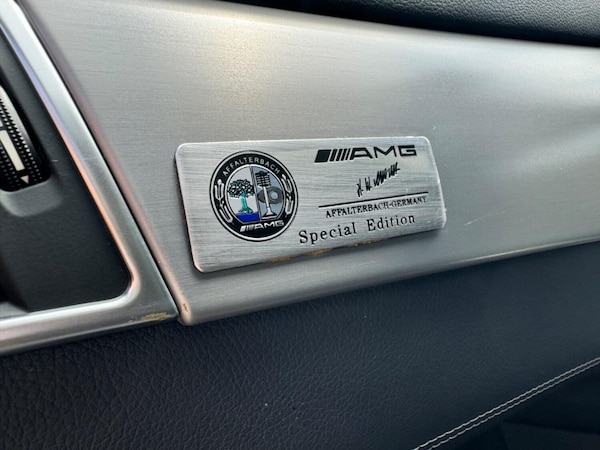 AFFALTERBACH
AMG
AMG
AFFALTERBACH-GERMANY
Special Edition